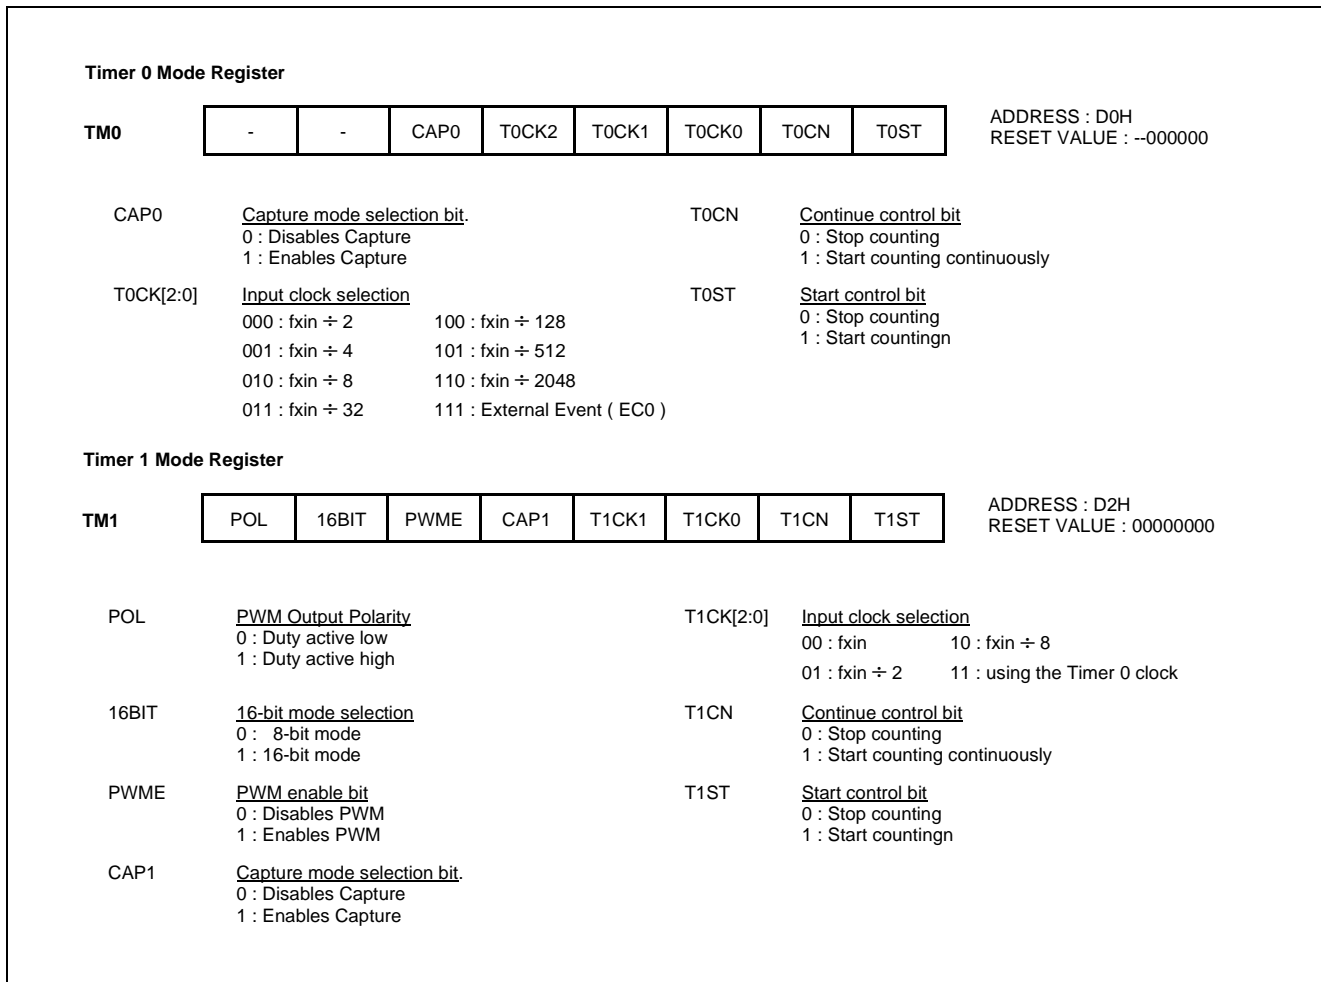 Timer 0 Mode Register
TM0 - - CAP0 T0CK2 T0CK1 T0CK0 T0CN T0ST
ADDRESS : D0H
RESET VALUE : --000000
CAP0 Capture mode selection bit.
0 : Disables Capture
1 : Enables Capture
T0CN Continue control bit
0 : Stop counting
1 : Start counting continuously
T0CK[2:0] Input clock selection
000 : fxin ÷ 2 100 : fxin ÷ 128
001 : fxin ÷ 4 101 : fxin ÷ 512
010 : fxin ÷ 8 110 : fxin ÷ 2048
011 : fxin ÷ 32 111 : External Event ( EC0 )
T0ST Start control bit
0 : Stop counting
1 : Start countingn
Timer 1 Mode Register
TM1 POL 16BIT PWME CAP1 T1CK1 T1CK0 T1CN T1ST
ADDRESS : D2H
RESET VALUE : 00000000
POL PWM Output Polarity
0 : Duty active low
1 : Duty active high
T1CK[2:0] Input clock selection
00 : fxin 10 : fxin ÷ 8
01 : fxin ÷ 2 11 : using the Timer 0 clock
16BIT 16-bit mode selection
0 : 8-bit mode
1 : 16-bit mode
T1CN Continue control bit
0 : Stop counting
1 : Start counting continuously
PWME PWM enable bit
0 : Disables PWM
1 : Enables PWM
T1ST Start control bit
0 : Stop counting
1 : Start countingn
CAP1 Capture mode selection bit.
0 : Disables Capture
1 : Enables Capture